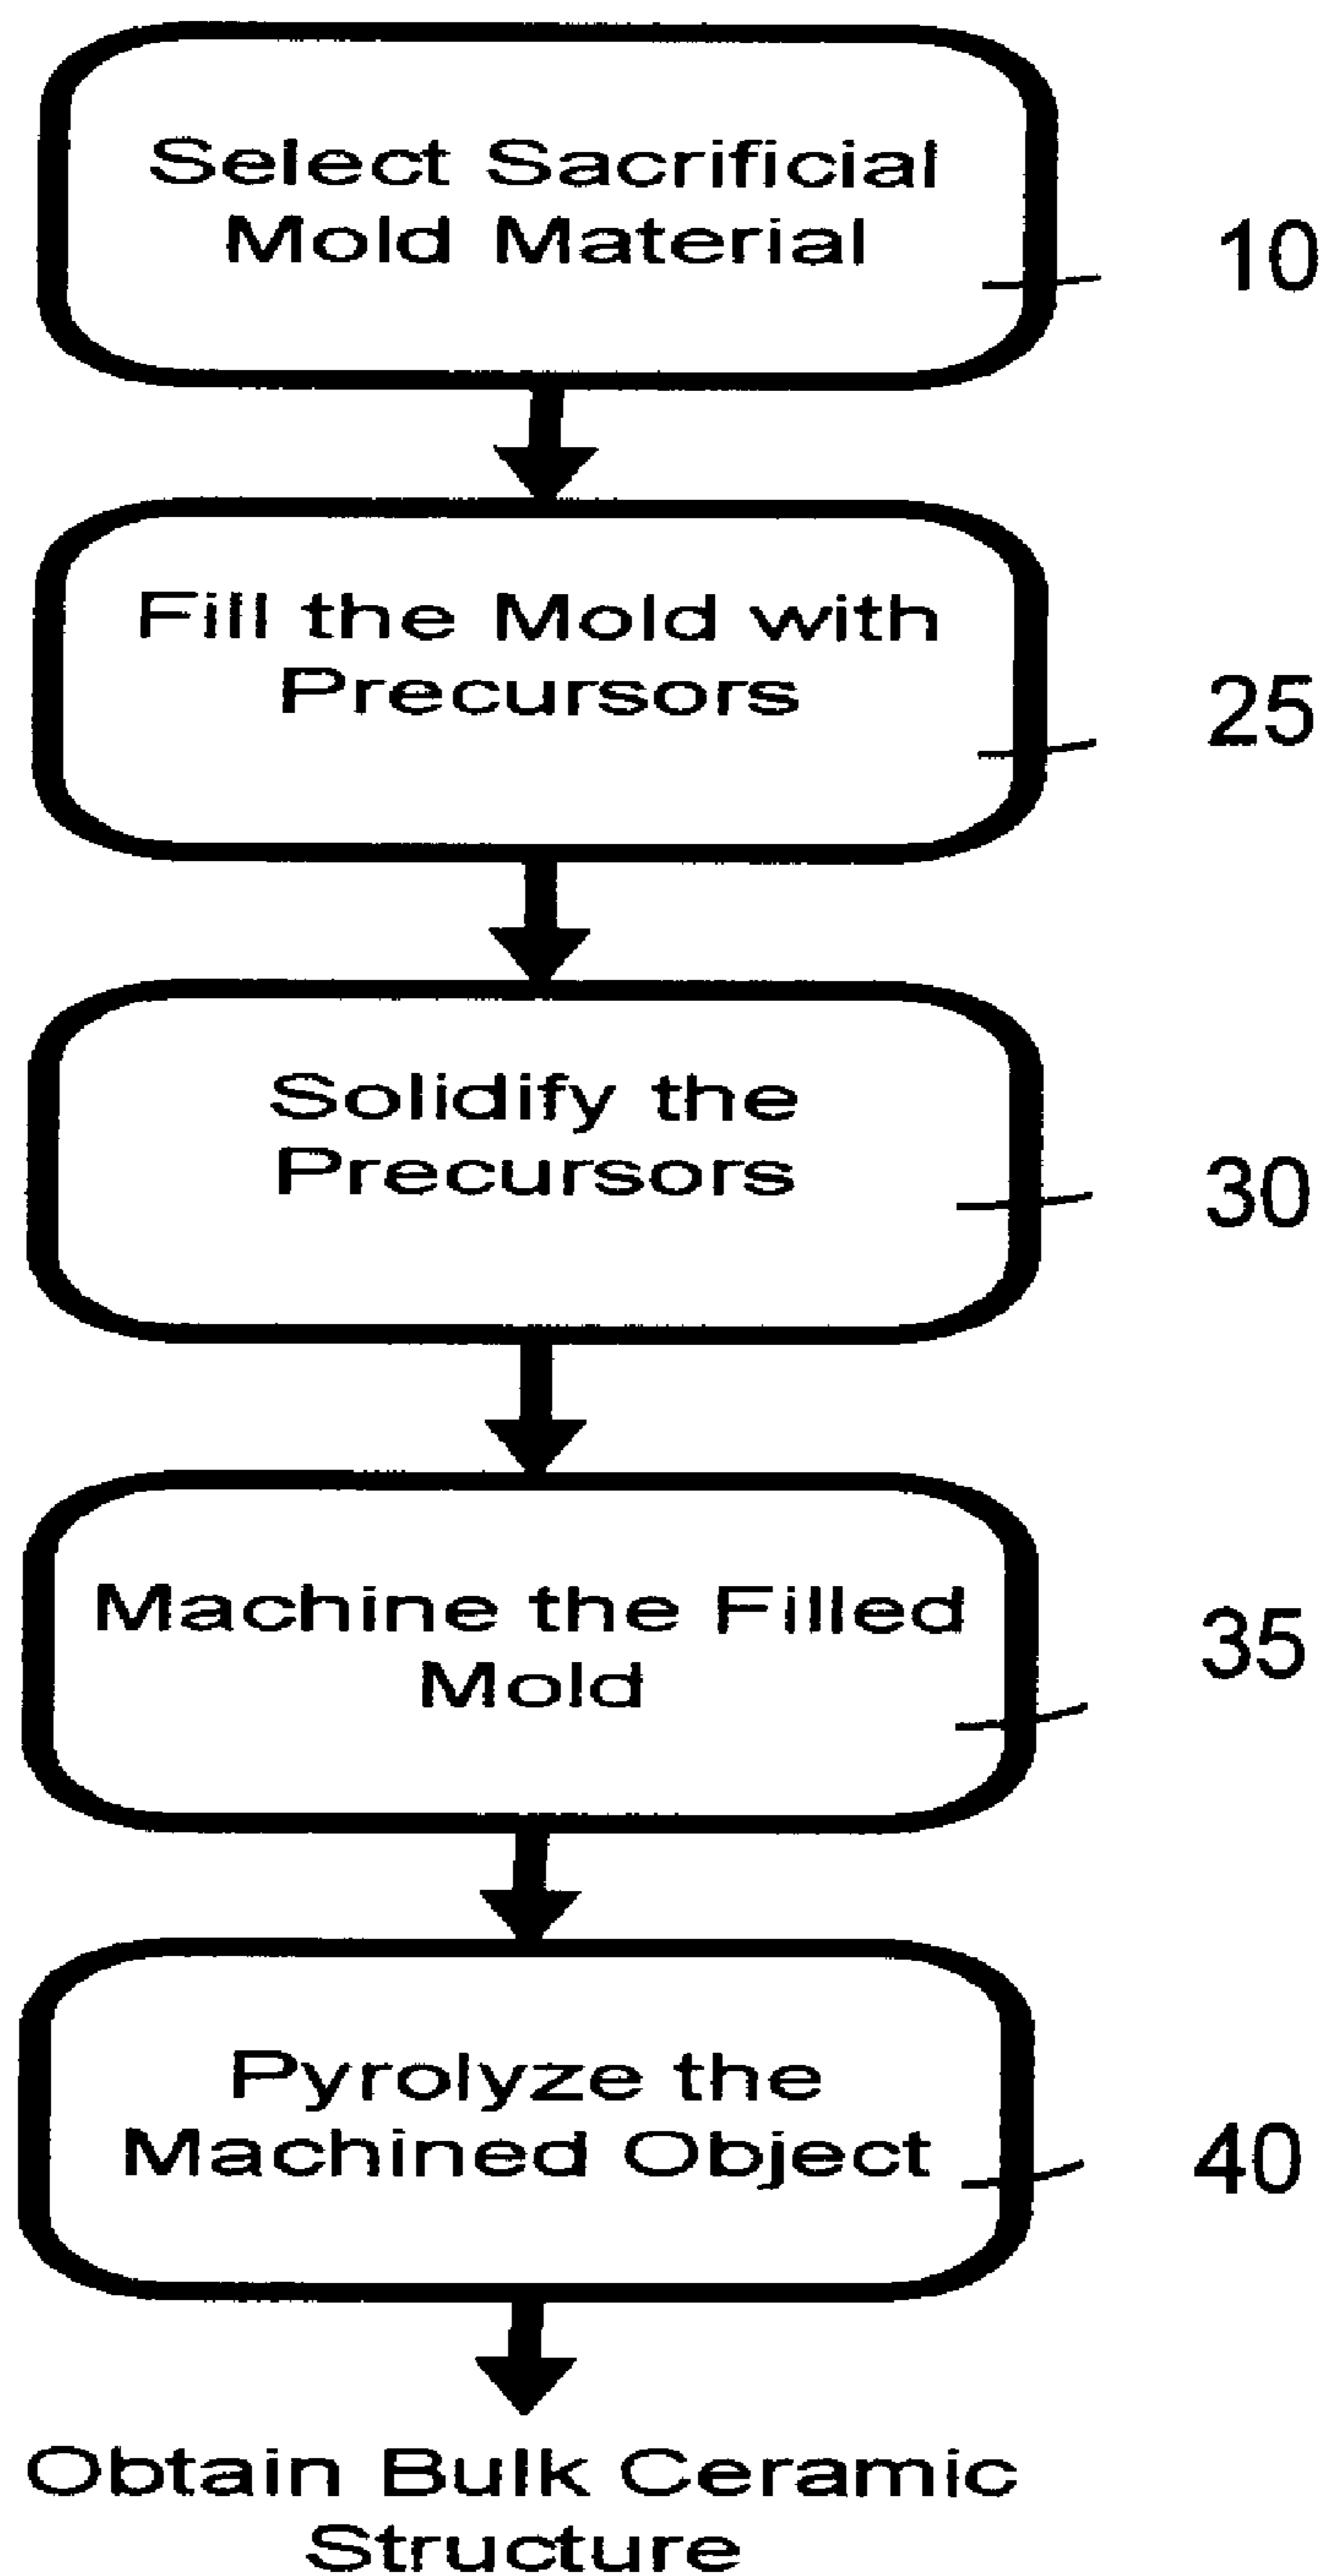 Select Sacrificial
Mold Material
10
Fill the Mold with
Precursors
25
Solidify the
Precursors
30
Machine the Filled
Mold
35
Pyrolyze the
Machined Object
40
Obtain Bulk Ceramic
Structure